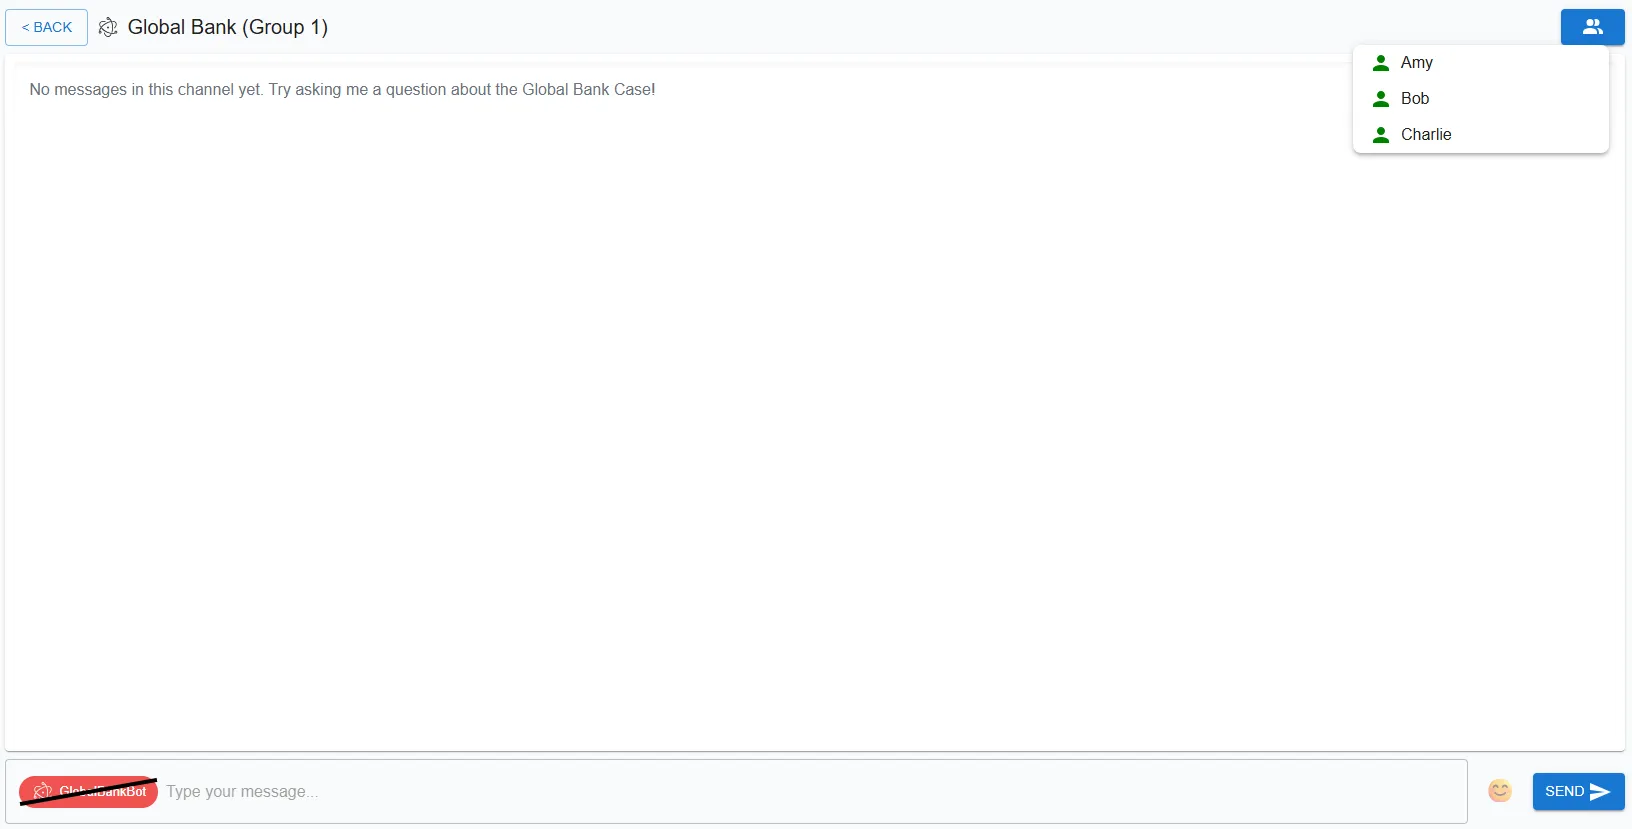 < BACK
Global Bank (Group 1)
Amy
Bob
Charlie
No messages in this channel yet. Try asking me a question about the Global Bank Case!
GlobalBankBot
Type your message...
SEND